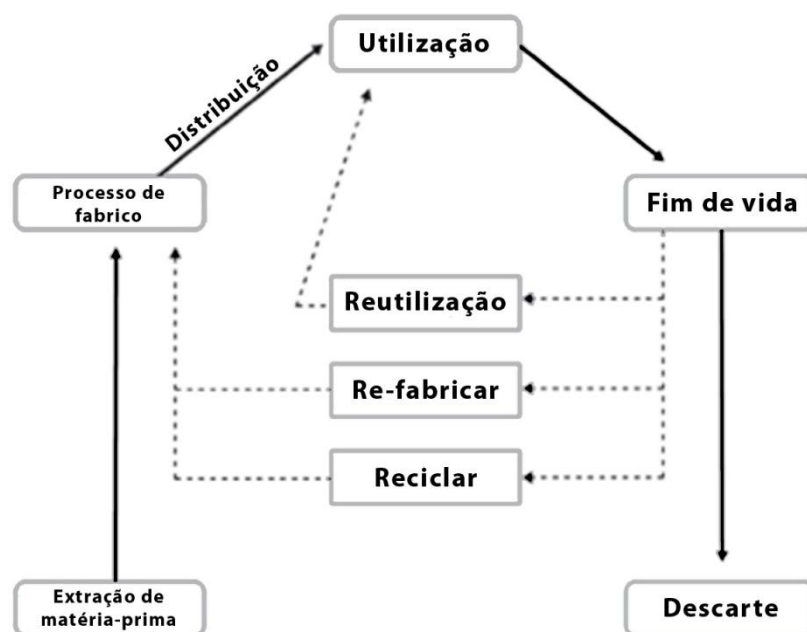 Utilização
Distribuição
Processo de
fabrico
Fim de vida
Reutilização
Re-fabricar
Reciclar
Extração de
matéria-prima
Descarte